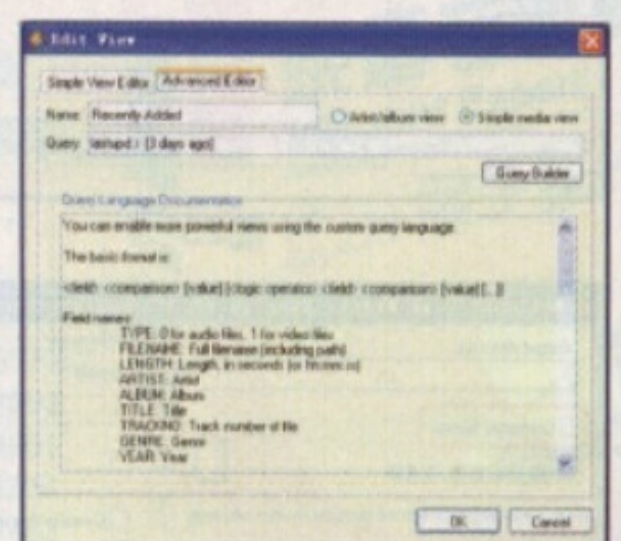 Edit View
Simple View Editor Advanced Editor
Name: Recently Added Artist/album view Simple media view
Query: [3 days ago]
Query Builder
Query Language Documentation
You can enable more powerful views using the custom query language.
The basic format is:
<field> <comparison> [value] [<logic operator> <field> <comparison> [value] [...]]
Field names:
TYPE: 0 for audio files, 1 for video files
FILENAME: Full filename (including path)
LENGTH: Length, in seconds (or hh:mm:ss)
ARTIST: Artist
ALBUM: Album
TITLE: Title
TRACKNO: Track number of file
GENRE: Genre
YEAR: Year
OK Cancel